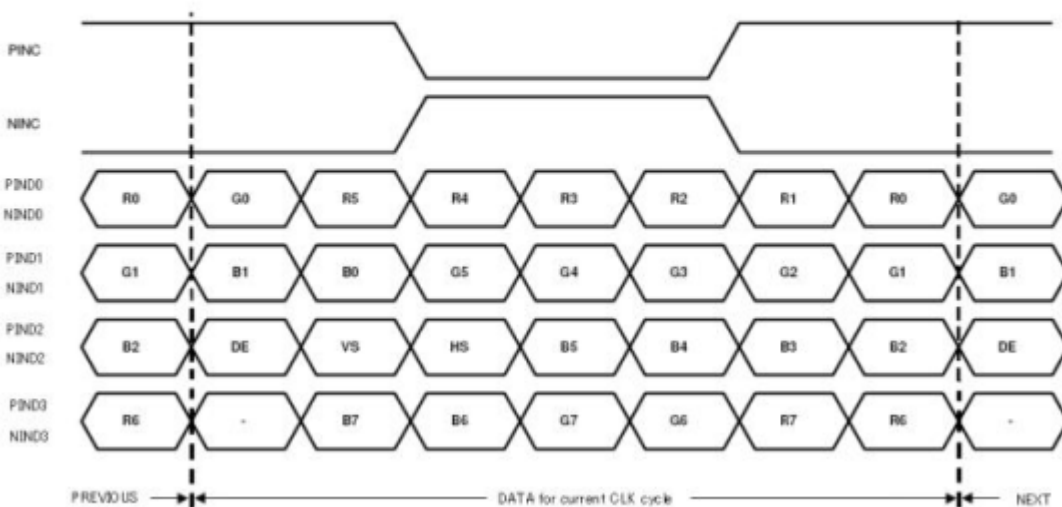 PINC
NINC
PIND0
NIND0
R0 G0 R5 R4 R3 R2 R1 R0 G0
PIND1
NIND1
G1 B1 B0 G5 G4 G3 G2 G1 B1
PIND2
NIND2
B2 DE VS HS B5 B4 B3 B2 DE
PIND3
NIND3
R6 - B7 B6 G7 G6 R7 R6 -
PREVIOUS DATA for current CLK cycle NEXT